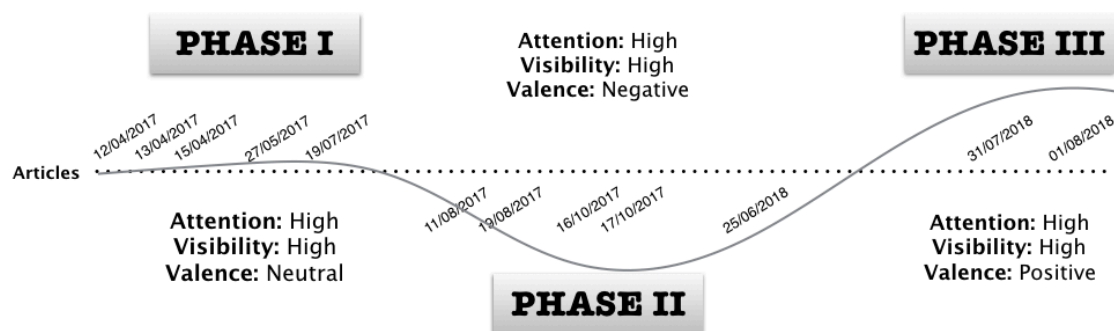 PHASE I
Attention: High
Visibility: High
Valence: Negative
PHASE III
12/04/2017
13/04/2017
15/04/2017
27/05/2017
19/07/2017
31/07/2018
01/08/2018
Articles
11/08/2017
19/08/2017
16/10/2017
17/10/2017
25/06/2018
Attention: High
Visibility: High
Valence: Neutral
Attention: High
Visibility: High
Valence: Positive
PHASE II